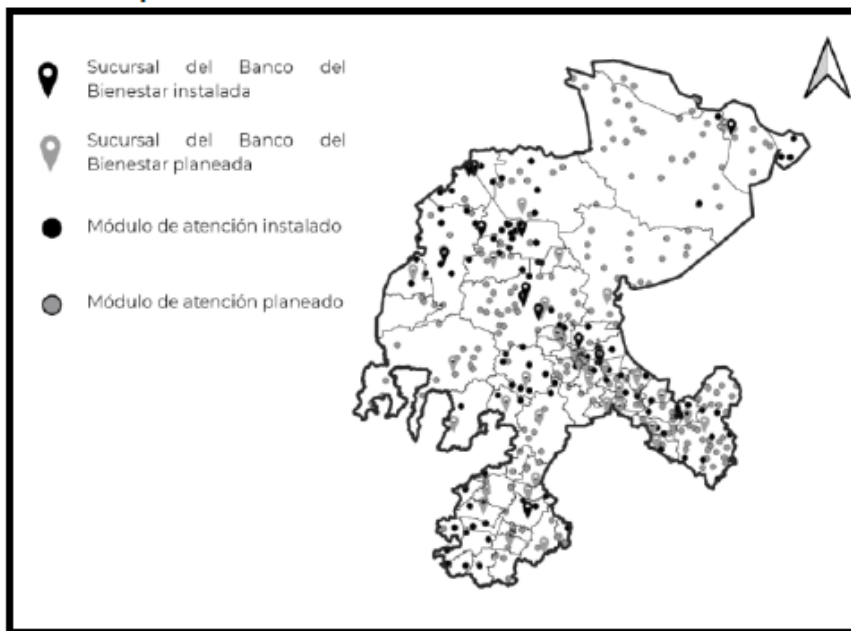 Sucursal del Banco del
Bienestar instalada
Sucursal del Banco del
Bienestar planeada
Módulo de atención instalado
Módulo de atención planeado